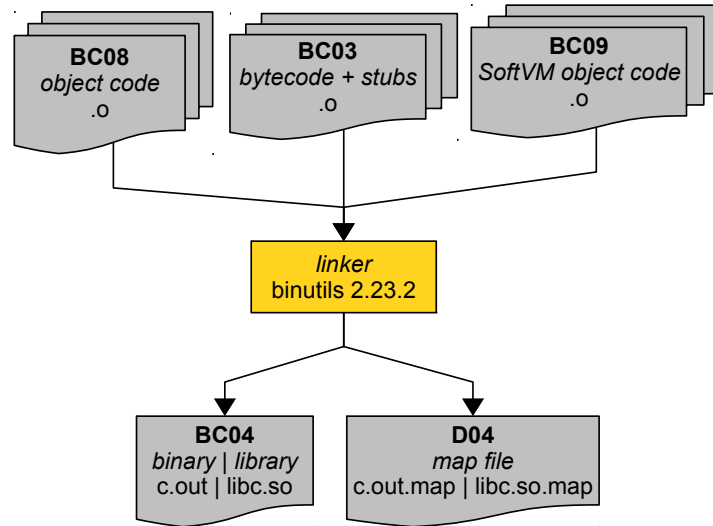 BC08
object code
.o
BC03
bytecode + stubs
.o
BC09
SoftVM object code
.o
linker
binutils 2.23.2
BC04
binary | library
c.out | libc.so
D04
map file
c.out.map | libc.so.map